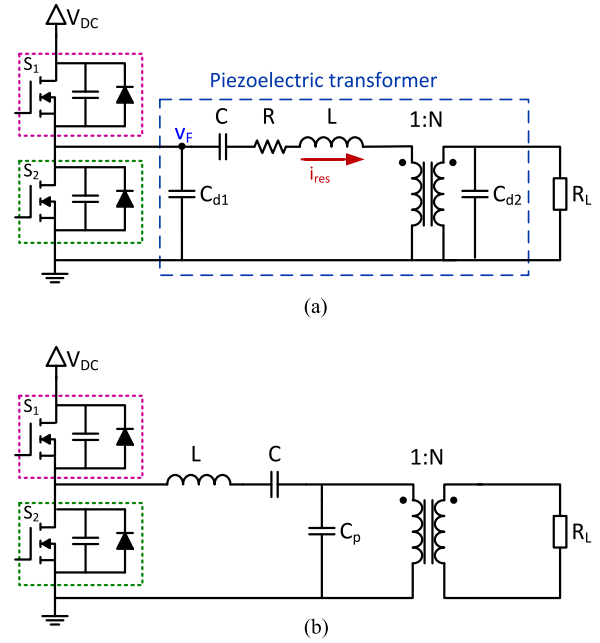 V_DC
S_1
Piezoelectric transformer
v_F
C
R
L
1:N
S_2
C_d1
i_res
C_d2
R_L
(a)
V_DC
S_1
L
C
1:N
S_2
C_p
R_L
(b)